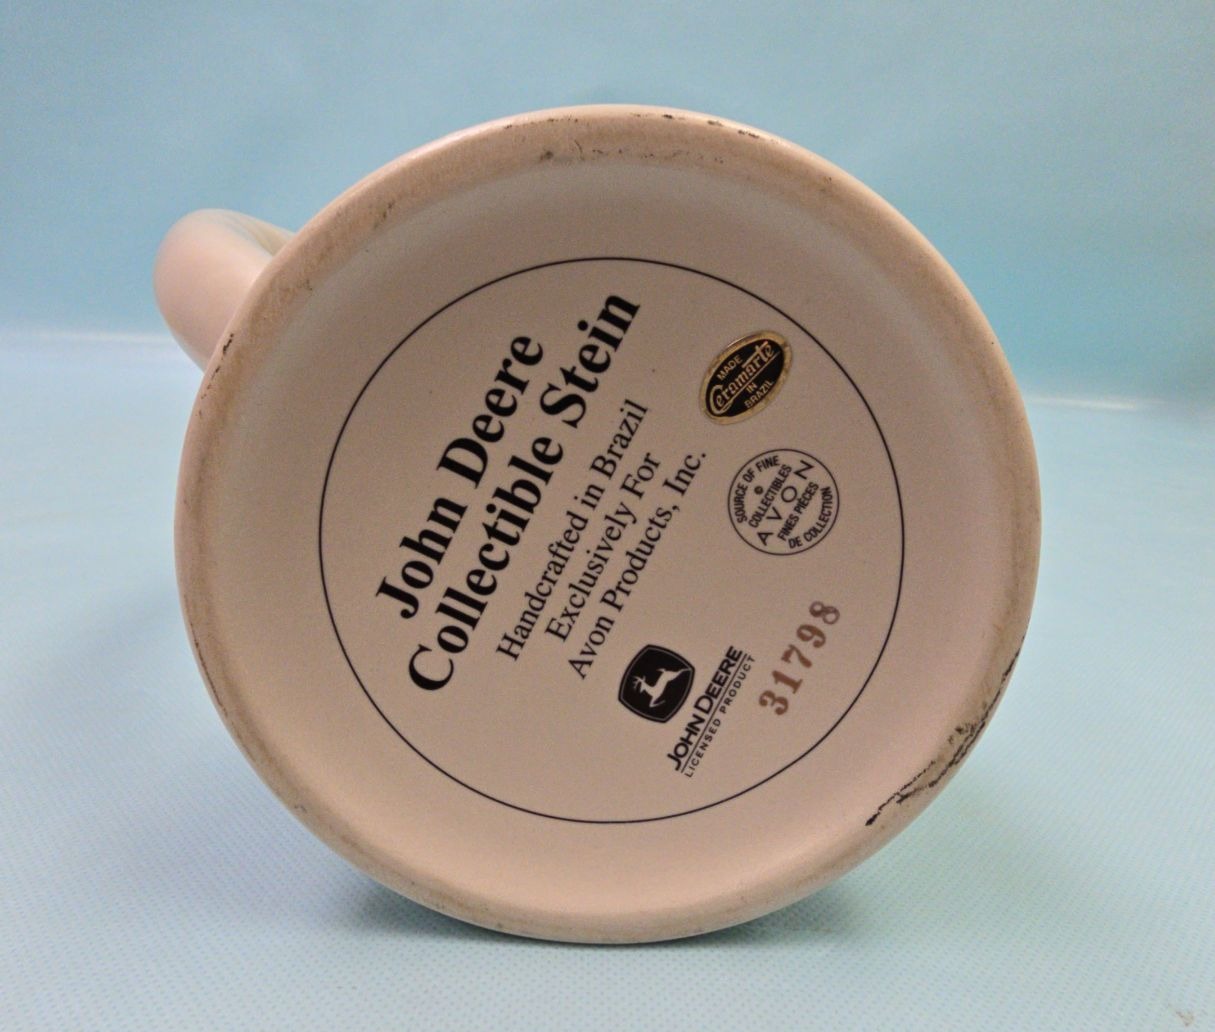 John Deere
Collectible Stein
Handcrafted in Brazil
Exclusively For
Avon Products, Inc.
MADE
Ceramarte
IN
BRAZIL
SOURCE OF FINE
©
COLLECTIBLES
AVON
FINES PIÈCES
DE COLLECTION
JOHN DEERE
LICENSED PRODUCT
31798